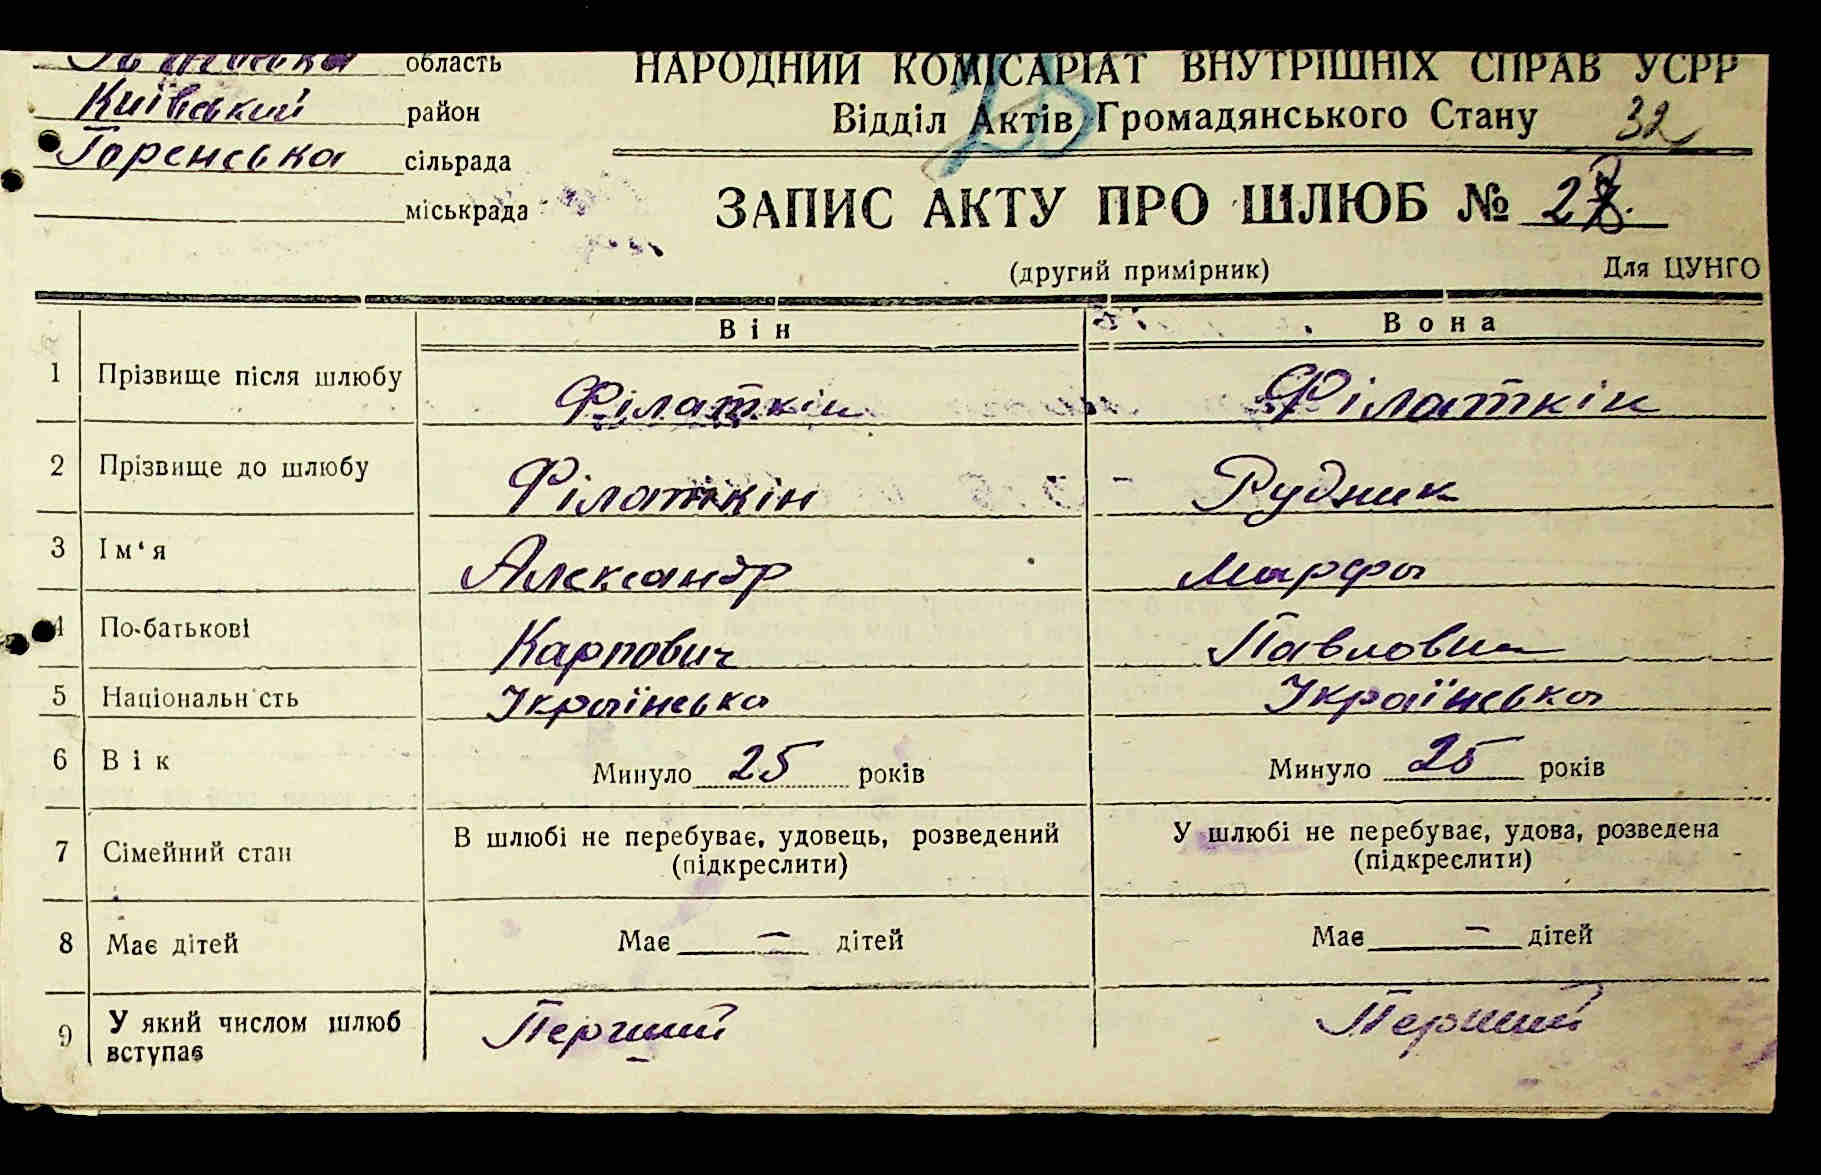 область
Київський район
Горенська сільрада
міськрада
НАРОДНИЙ КОМІСАРІАТ ВНУТРІШНІХ СПРАВ УСРР
Відділ Актів Громадянського Стану 32
ЗАПИС АКТУ ПРО ШЛЮБ № 28.
(другий примірник) Для ЦУНГО
Він Вона
1 Прізвище після шлюбу Філаткін Філаткін
2 Прізвище до шлюбу Філаткін Рудник
3 Ім‘я Александр Марфа
4 По-батькові Карпович Павловна
5 Національність Українська Українська
6 Вік Минуло 25 років Минуло 25 років
7 Сімейний стан В шлюбі не перебуває, удовець, розведений (підкреслити) У шлюбі не перебуває, удова, розведена (підкреслити)
8 Має дітей Має — дітей Має — дітей
9 У який числом шлюб вступає Перший Перший